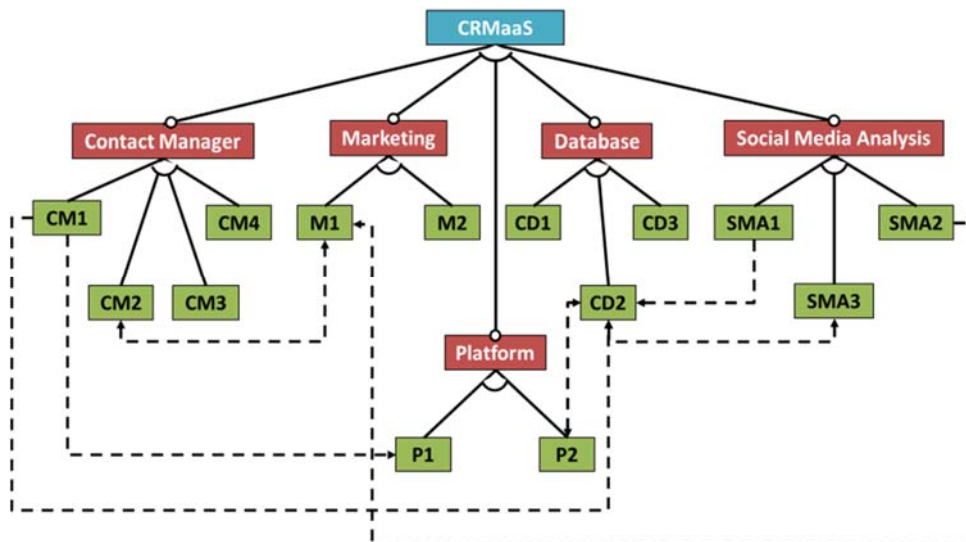 CRMaaS
Contact Manager
Marketing
Database
Social Media Analysis
CM1
CM4
M1
M2
CD1
CD3
SMA1
SMA2
CM2
CM3
CD2
SMA3
Platform
P1
P2